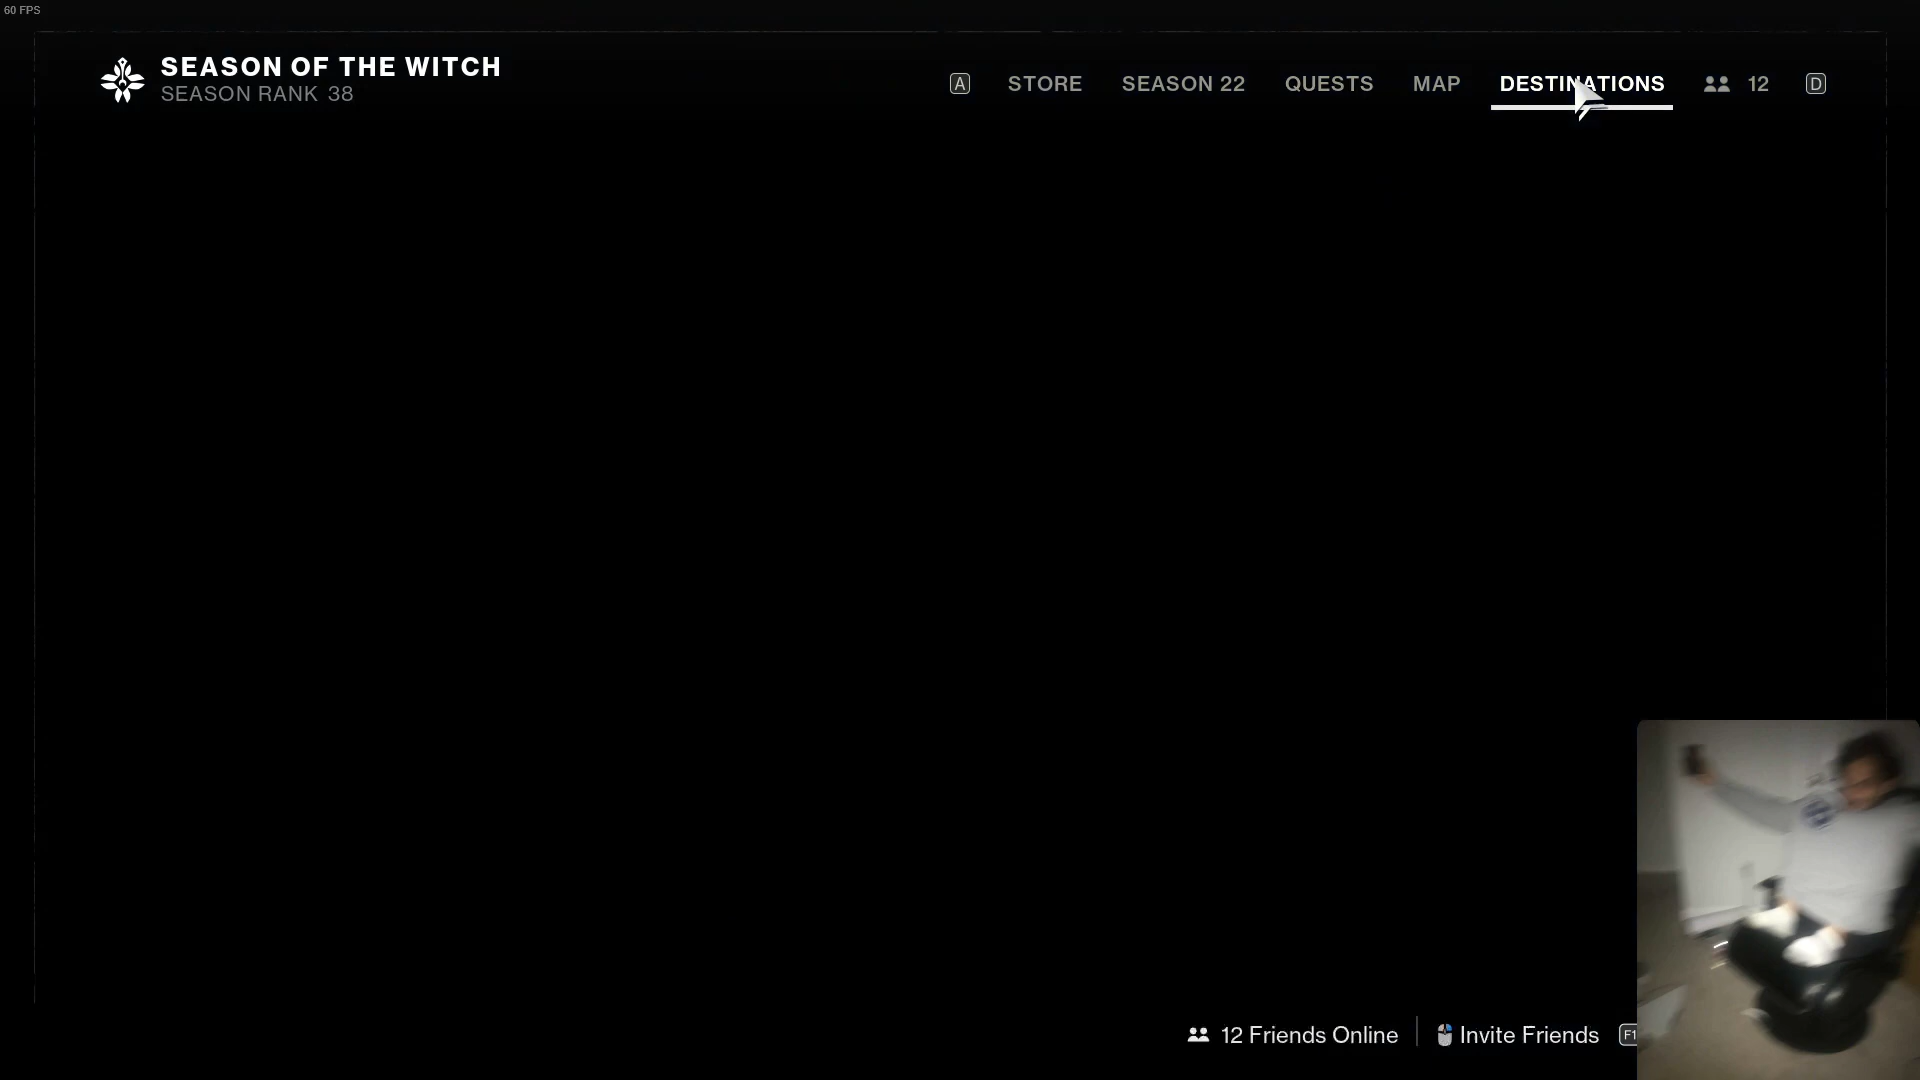 60 FPS
SEASON OF THE WITCH
SEASON RANK 38
A STORE SEASON 22 QUESTS MAP DESTINATIONS 12 D
12 Friends Online Invite Friends F1